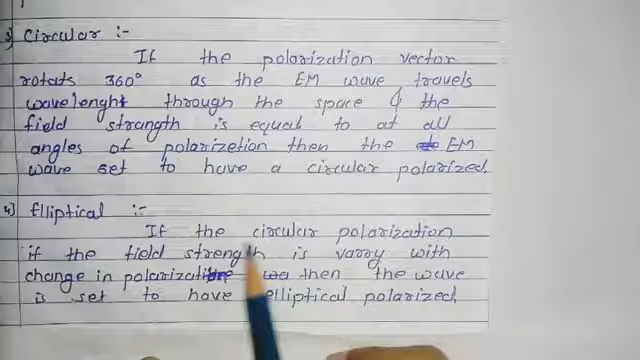 3) Circular :-
If the polarization vector
rotats 360° as the EM wave travels
wavelenght through the space & the
field strangth is equal to at all
angles of polarizetion then the EM
wave set to have a circular polarized.
4) Elliptical :-
If the circular polarization
if the field strength is varry with
change in then the wave
is set to have elliptical polarized.